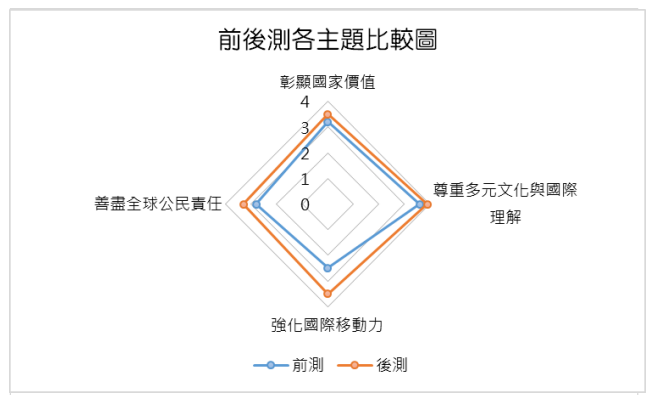 前後測各主題比較圖
彰顯國家價值
4
3
2
1
0
尊重多元文化與國際
理解
善盡全球公民責任
強化國際移動力
前測 後測